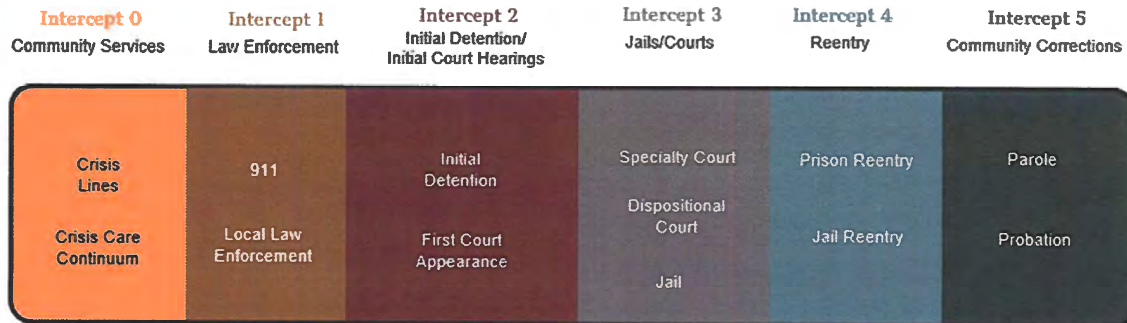 Intercept 0
Community Services
Intercept 1
Law Enforcement
Intercept 2
Initial Detention/
Initial Court Hearings
Intercept 3
Jails/Courts
Intercept 4
Reentry
Intercept 5
Community Corrections
Crisis
Lines
Crisis Care
Continuum
911
Local Law
Enforcement
Initial
Detention
First Court
Appearance
Specialty Court
Dispositional
Court
Jail
Prison Reentry
Jail Reentry
Parole
Probation